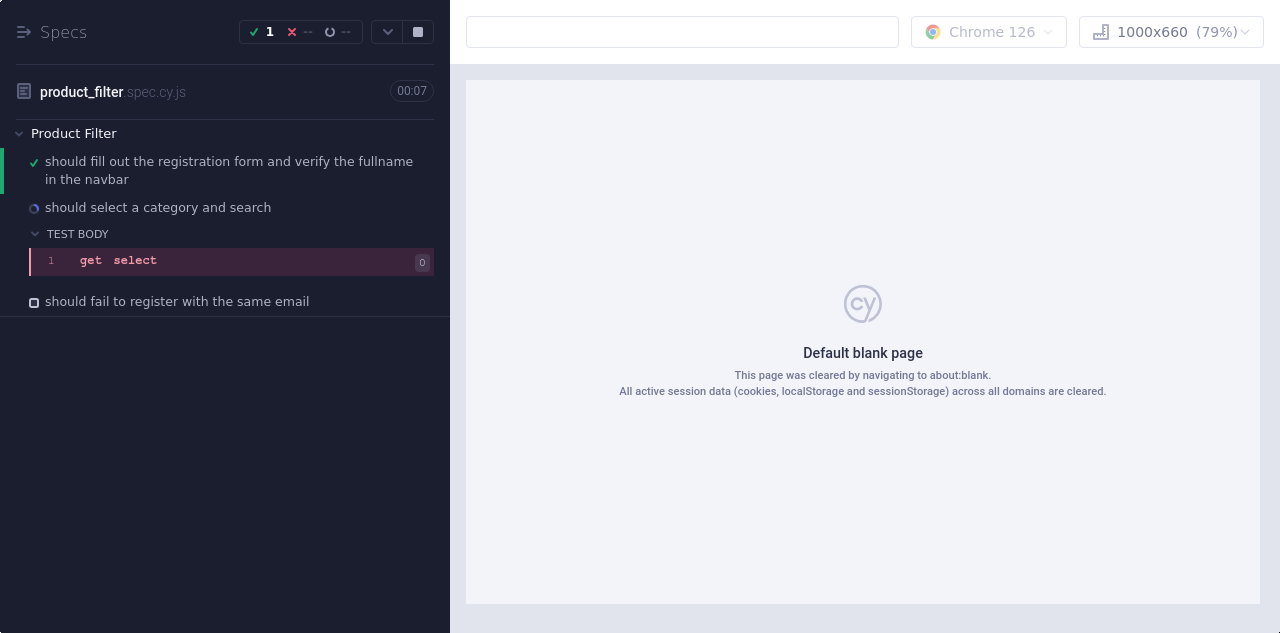 Specs
1 -- --
product_filter.spec.cy.js
00:07
Product Filter
should fill out the registration form and verify the fullname
in the navbar
should select a category and search
TEST BODY
1 get select 0
should fail to register with the same email
Chrome 126
1000x660 (79%)
cy
Default blank page
This page was cleared by navigating to about:blank.
All active session data (cookies, localStorage and sessionStorage) across all domains are cleared.